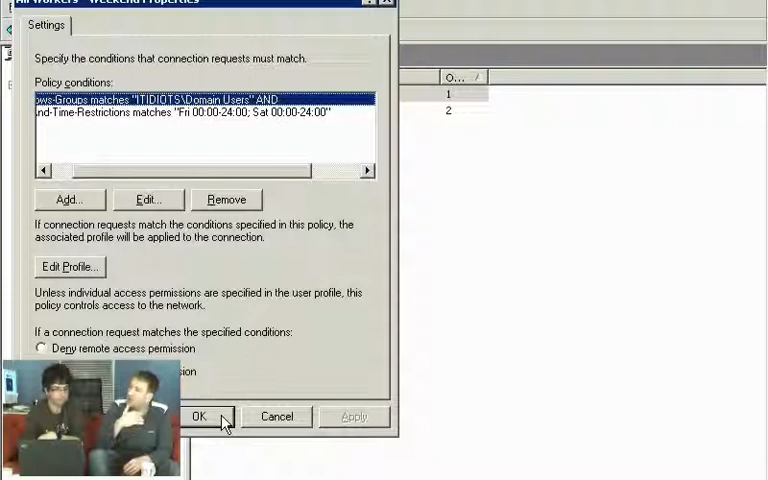 Settings
Specify the conditions that connection requests must match.
Policy conditions:
ows-Groups matches "ITIDIOTS\Domain Users" AND
nd-Time-Restrictions matches "Fri 00:00-24:00; Sat 00:00-24:00"
Add... Edit... Remove
If connection requests match the conditions specified in this policy, the
associated profile will be applied to the connection.
Edit Profile...
Unless individual access permissions are specified in the user profile, this
policy controls access to the network.
If a connection request matches the specified conditions:
Deny remote access permission
sion
OK Cancel Apply
O...
1
2